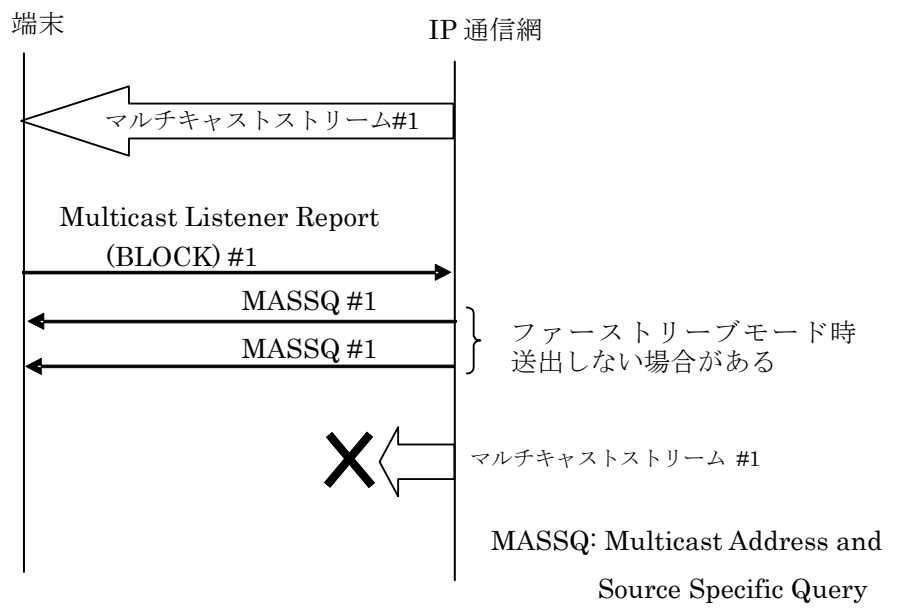 端末
IP 通信網
マルチキャストストリーム#1
Multicast Listener Report
(BLOCK) #1
MASSQ #1
MASSQ #1
ファーストリーブモード時
送出しない場合がある
マルチキャストストリーム #1
MASSQ: Multicast Address and
Source Specific Query